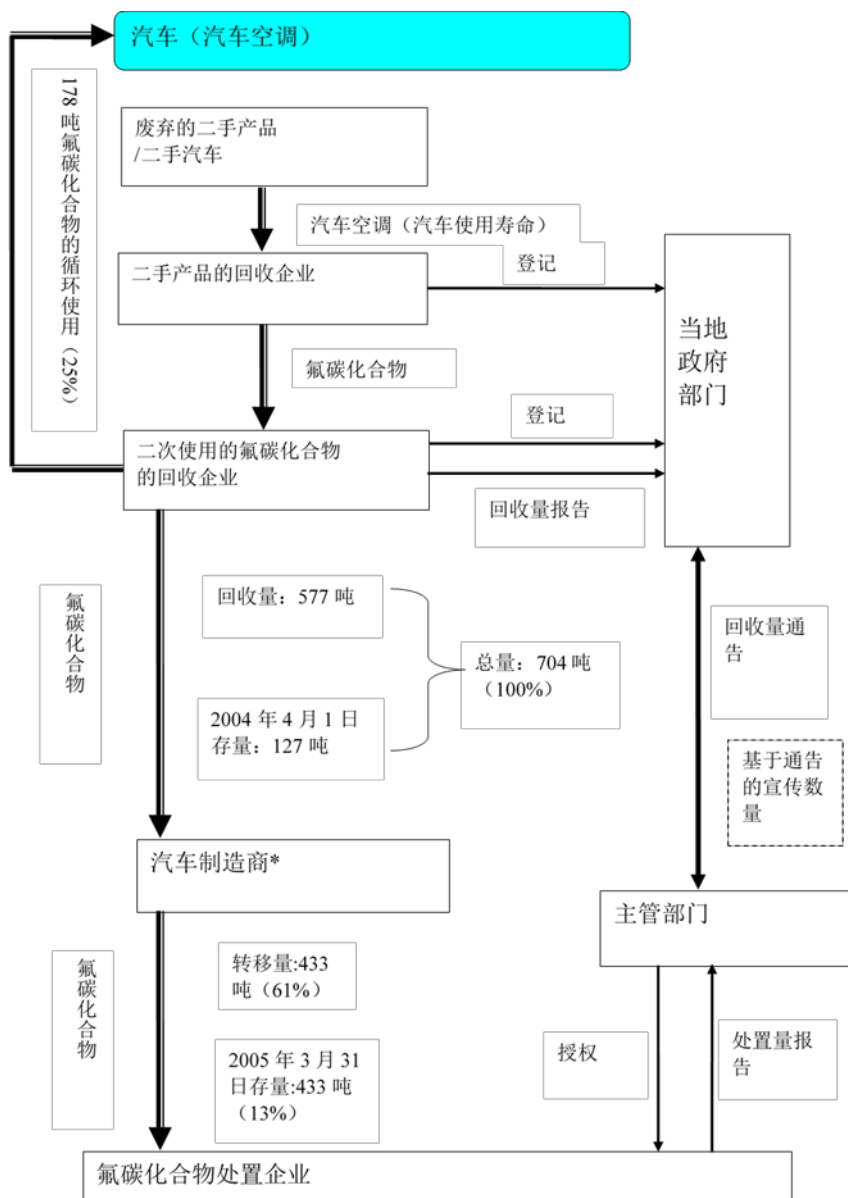 汽车（汽车空调）
178 吨氟碳化合物的循环使用（25%）
废弃的二手产品
/二手汽车
汽车空调（汽车使用寿命）
登记
二手产品的回收企业
当地
政府
部门
氟碳化合物
登记
二次使用的氟碳化合物
的回收企业
回收量报告
氟碳化合物
回收量：577 吨
总量：704 吨
（100%）
2004 年 4 月 1 日
存量：127 吨
回收量通
告
基于通告
的宣传数
量
汽车制造商*
主管部门
氟碳化合物
转移量:433
吨（61%）
2005 年 3 月 31
日存量:433 吨
（13%）
授权
处置量报
告
氟碳化合物处置企业